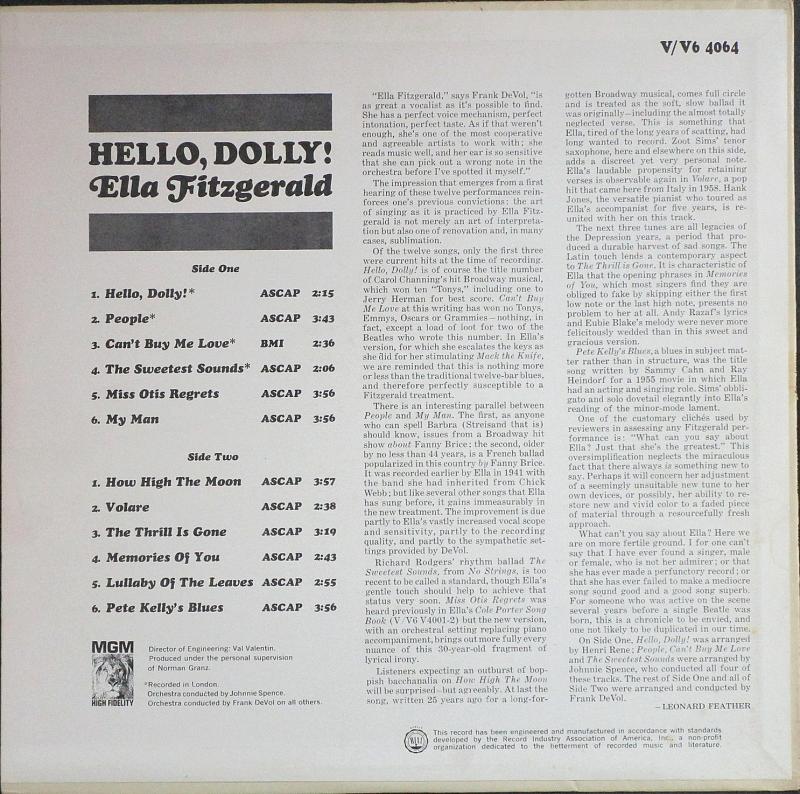 V/V6 4064
HELLO, DOLLY!
Ella Fitzgerald
Side One
1. Hello, Dolly!* ASCAP 2:15
2. People* ASCAP 3:43
3. Can't Buy Me Love* BMI 2:36
4. The Sweetest Sounds* ASCAP 2:06
5. Miss Otis Regrets ASCAP 3:56
6. My Man ASCAP 3:56
Side Two
1. How High The Moon ASCAP 3:57
2. Volare ASCAP 2:38
3. The Thrill Is Gone ASCAP 3:19
4. Memories Of You ASCAP 2:43
5. Lullaby Of The Leaves ASCAP 2:55
6. Pete Kelly's Blues ASCAP 3:56
MGM
HIGH FIDELITY
Director of Engineering: Val Valentin.
Produced under the personal supervision
of Norman Granz.
*Recorded in London.
Orchestra conducted by Johnnie Spence.
Orchestra conducted by Frank DeVol on all others.
"Ella Fitzgerald," says Frank DeVol, "is
as great a vocalist as it's possible to find.
She has a perfect voice mechanism, perfect
intonation, perfect taste. As if that weren't
enough, she's one of the most cooperative
and agreeable artists to work with; she
reads music well, and her ear is so sensitive
that she can pick out a wrong note in the
orchestra before I've spotted it myself."
The impression that emerges from a first
hearing of these twelve performances rein-
forces one's previous convictions: the art
of singing as it is practiced by Ella Fitz-
gerald is not merely an art of interpreta-
tion but also one of renovation and, in many
cases, sublimation.
Of the twelve songs, only the first three
were current hits at the time of recording.
Hello, Dolly! is of course the title number
of Carol Channing's hit Broadway musical,
which won ten "Tonys," including one to
Jerry Herman for best score. Can't Buy
Me Love at this writing has won no Tonys,
Emmys, Oscars or Grammies—nothing, in
fact, except a load of loot for two of the
Beatles who wrote this number. In Ella's
version, for which she escalates the keys as
she did for her stimulating Mack the Knife,
we are reminded that this is nothing more
or less than the traditional twelve-bar blues,
and therefore perfectly susceptible to a
Fitzgerald treatment.
There is an interesting parallel between
People and My Man. The first, as anyone
who can spell Barbra (Streisand that is)
should know, issues from a Broadway hit
show about Fanny Brice; the second, older
by no less than 44 years, is a French ballad
popularized in this country by Fanny Brice.
It was recorded earlier by Ella in 1941 with
the band she had inherited from Chick
Webb; but like several other songs that Ella
has sung before, it gains immeasurably in
the new treatment. The improvement is due
partly to Ella's vastly increased vocal scope
and sensitivity, partly to the recording
quality, and partly to the sympathetic set-
tings provided by DeVol.
Richard Rodgers' rhythm ballad The
Sweetest Sounds, from No Strings, is too
recent to be called a standard, though Ella's
gentle touch should help to achieve that
status very soon. Miss Otis Regrets was
heard previously in Ella's Cole Porter Song
Book (V/V6 V4001-2) but the new version,
with an orchestral setting replacing piano
accompaniment, brings out more fully every
nuance of this 30-year-old fragment of
lyrical irony.
Listeners expecting an outburst of bop-
pish bacchanalia on How High The Moon
will be surprised—but agreeably. At last the
song, written 25 years ago for a long-for-
gotten Broadway musical, comes full circle
and is treated as the soft, slow ballad it
was originally—including the almost totally
neglected verse. This is something that
Ella, tired of the long years of scatting, had
long wanted to record. Zoot Sims' tenor
saxophone, here and elsewhere on this side,
adds a discreet yet very personal note.
Ella's laudable propensity for retaining
verses is observable again in Volare, a pop
hit that came here from Italy in 1958. Hank
Jones, the versatile pianist who toured as
Ella's accompanist for five years, is re-
united with her on this track.
The next three tunes are all legacies of
the Depression years, a period that pro-
duced a durable harvest of sad songs. The
Latin touch lends a contemporary aspect
to The Thrill is Gone. It is characteristic of
Ella that the opening phrases in Memories
of You, which most singers find they are
obliged to fake by skipping either the first
low note or the last high note, presents no
problem to her at all. Andy Razaf's lyrics
and Eubie Blake's melody were never more
felicitously wedded than in this sweet and
gracious version.
Pete Kelly's Blues, a blues in subject mat-
ter rather than in structure, was the title
song written by Sammy Cahn and Ray
Heindorf for a 1955 movie in which Ella
had an acting and singing role. Sims' obbli-
gato and solo dovetail elegantly into Ella's
reading of the minor-mode lament.
One of the customary clichés used by
reviewers in assessing any Fitzgerald per-
formance is: "What can you say about
Ella? Just that she's the greatest." This
oversimplification neglects the miraculous
fact that there always is something new to
say. Perhaps it will concern her adjustment
of a seemingly unsuitable new tune to her
own devices, or possibly, her ability to re-
store new and vivid color to a faded piece
of material through a resourcefully fresh
approach.
What can't you say about Ella? Here we
are on more fertile ground. I for one can't
say that I have ever found a singer, male
or female, who is not her admirer; or that
she has ever made a perfunctory record; or
that she has ever failed to make a mediocre
song sound good and a good song superb.
For someone who was active on the scene
several years before a single Beatle was
born, this is a chronicle to be envied, and
one not likely to be duplicated in our time.
On Side One, Hello, Dolly! was arranged
by Henri Rene; People, Can't Buy Me Love
and The Sweetest Sounds were arranged by
Johnnie Spence, who conducted all four of
these tracks. The rest of Side One and all of
Side Two were arranged and conducted by
Frank DeVol.
—LEONARD FEATHER
This record has been engineered and manufactured in accordance with standards
developed by the Record Industry Association of America, Inc., a non-profit
organization dedicated to the betterment of recorded music and literature.